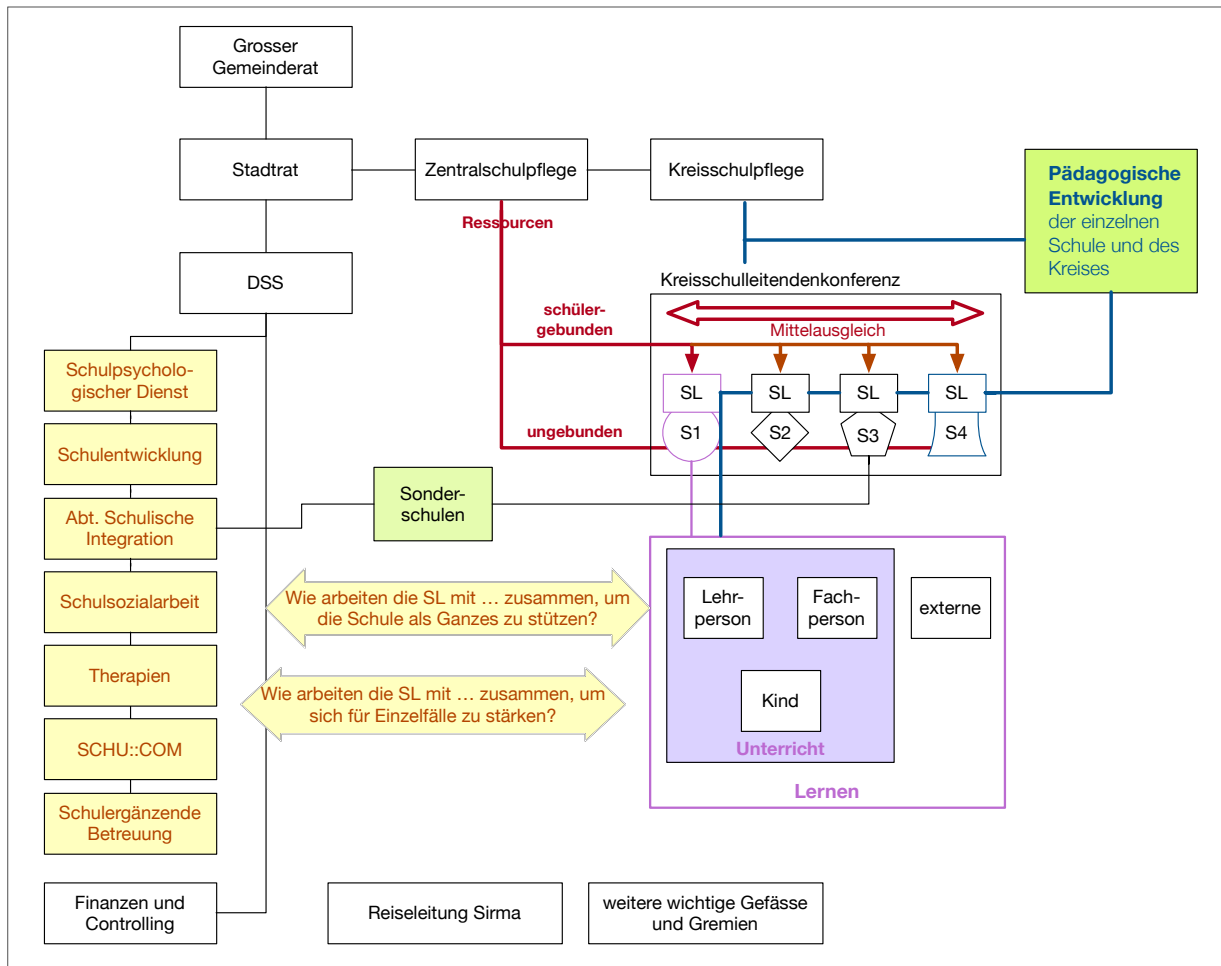 Grosser
Gemeinderat
Stadtrat
Zentralschulpflege
Kreisschulpflege
Pädagogische
Entwicklung
der einzelnen
Schule und des
Kreises
Ressourcen
DSS
Kreisschulleitendenkonferenz
schüler-
gebunden
Mittelausgleich
Schulpsycholo-
gischer Dienst
SL
SL
SL
SL
ungebunden
S1
S2
S3
S4
Schulentwicklung
Sonder-
schulen
Abt. Schulische
Integration
Schulsozialarbeit
Wie arbeiten die SL mit … zusammen, um
die Schule als Ganzes zu stützen?
Lehr-
person
Fach-
person
externe
Therapien
Wie arbeiten die SL mit … zusammen, um
sich für Einzelfälle zu stärken?
Kind
SCHU::COM
Unterricht
Lernen
Schulergänzende
Betreuung
Finanzen und
Controlling
Reiseleitung Sirma
weitere wichtige Gefässe
und Gremien